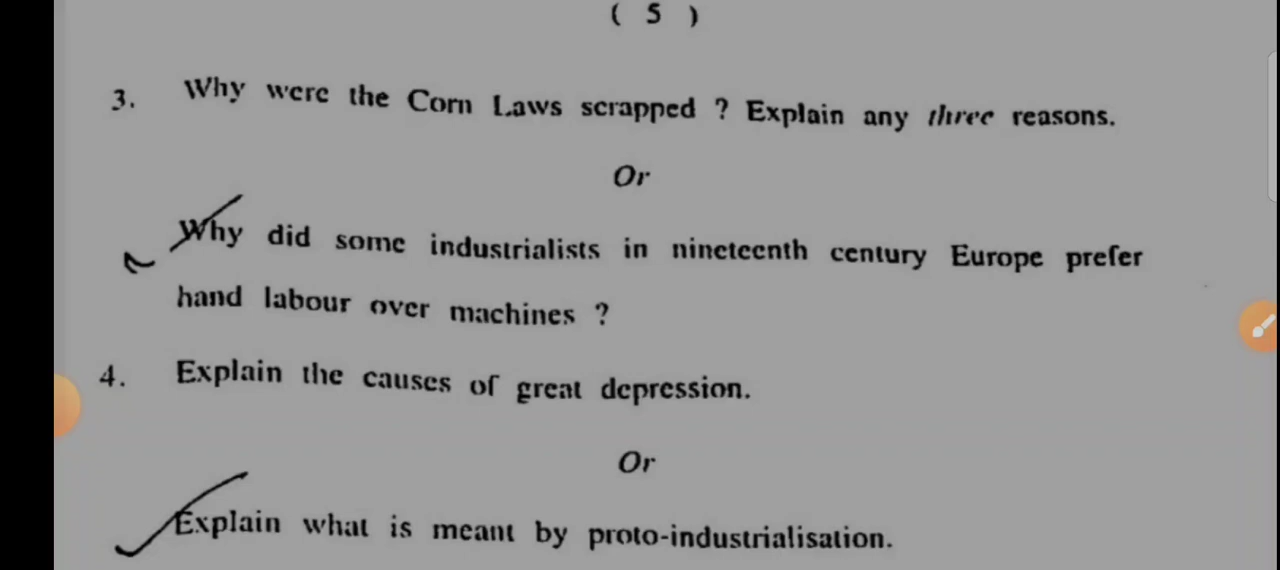 ( 5 )
3. Why were the Corn Laws scrapped ? Explain any three reasons.
Or
Why did some industrialists in nineteenth century Europe prefer
hand labour over machines ?
4. Explain the causes of great depression.
Or
Explain what is meant by proto-industrialisation.